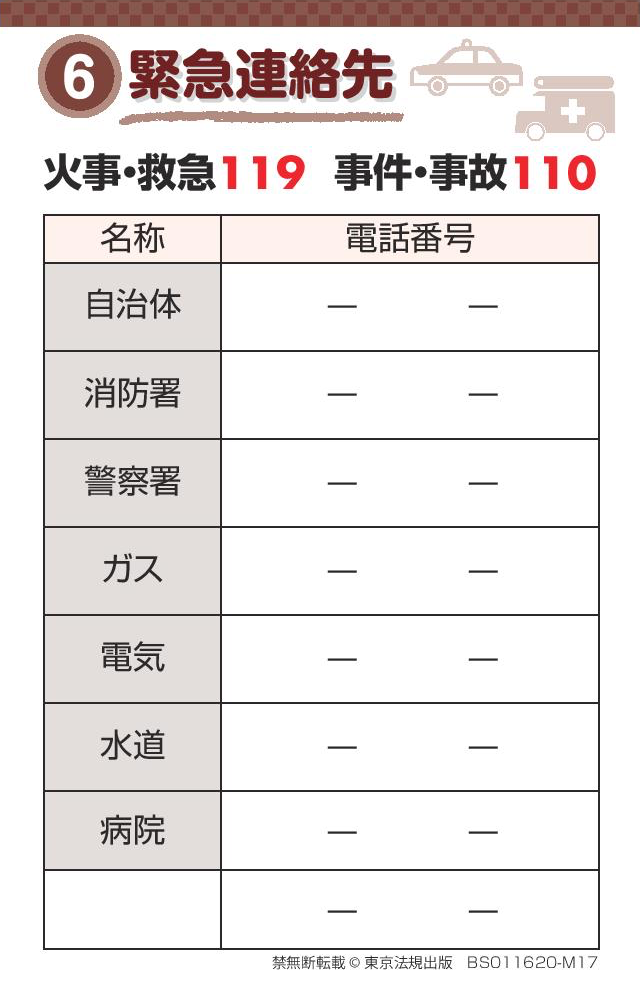 6 緊急連絡先
火事・救急119 事件・事故110
名称 電話番号
自治体 — —
消防署 — —
警察署 — —
ガス — —
電気 — —
水道 — —
病院 — —
— —
禁無断転載 © 東京法規出版 BS011620-M17